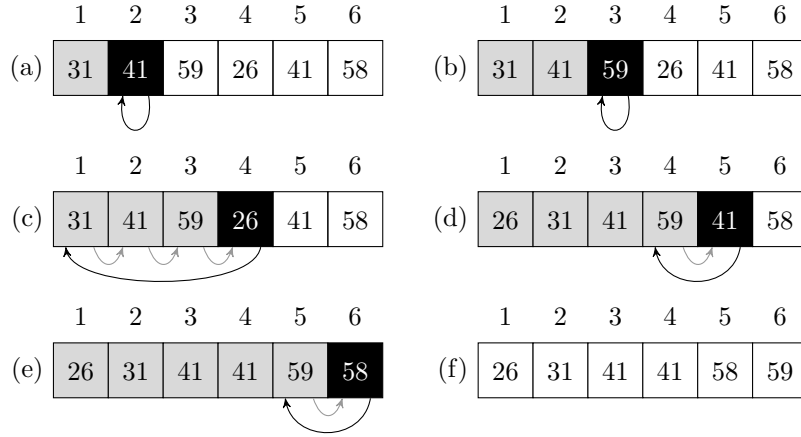 1 2 3 4 5 6
(a) 31 41 59 26 41 58
1 2 3 4 5 6
(b) 31 41 59 26 41 58
1 2 3 4 5 6
(c) 31 41 59 26 41 58
1 2 3 4 5 6
(d) 26 31 41 59 41 58
1 2 3 4 5 6
(e) 26 31 41 41 59 58
1 2 3 4 5 6
(f) 26 31 41 41 58 59